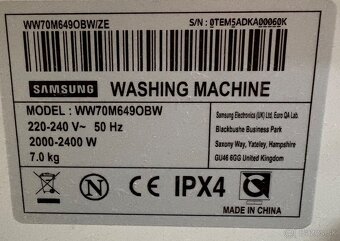 WW70M649OBW/ZE
S/N : 0TEM5ADKA00060K
SAMSUNG WASHING MACHINE
MODEL : WW70M649OBW
220-240 V~ 50 Hz
2000-2400 W
7.0 kg
Samsung Electronics (UK) Ltd. Euro QA Lab.
Blackbushe Business Park
Saxony Way, Yateley, Hampshire
GU46 6GG United Kingdom
N CE IPX4
MADE IN CHINA